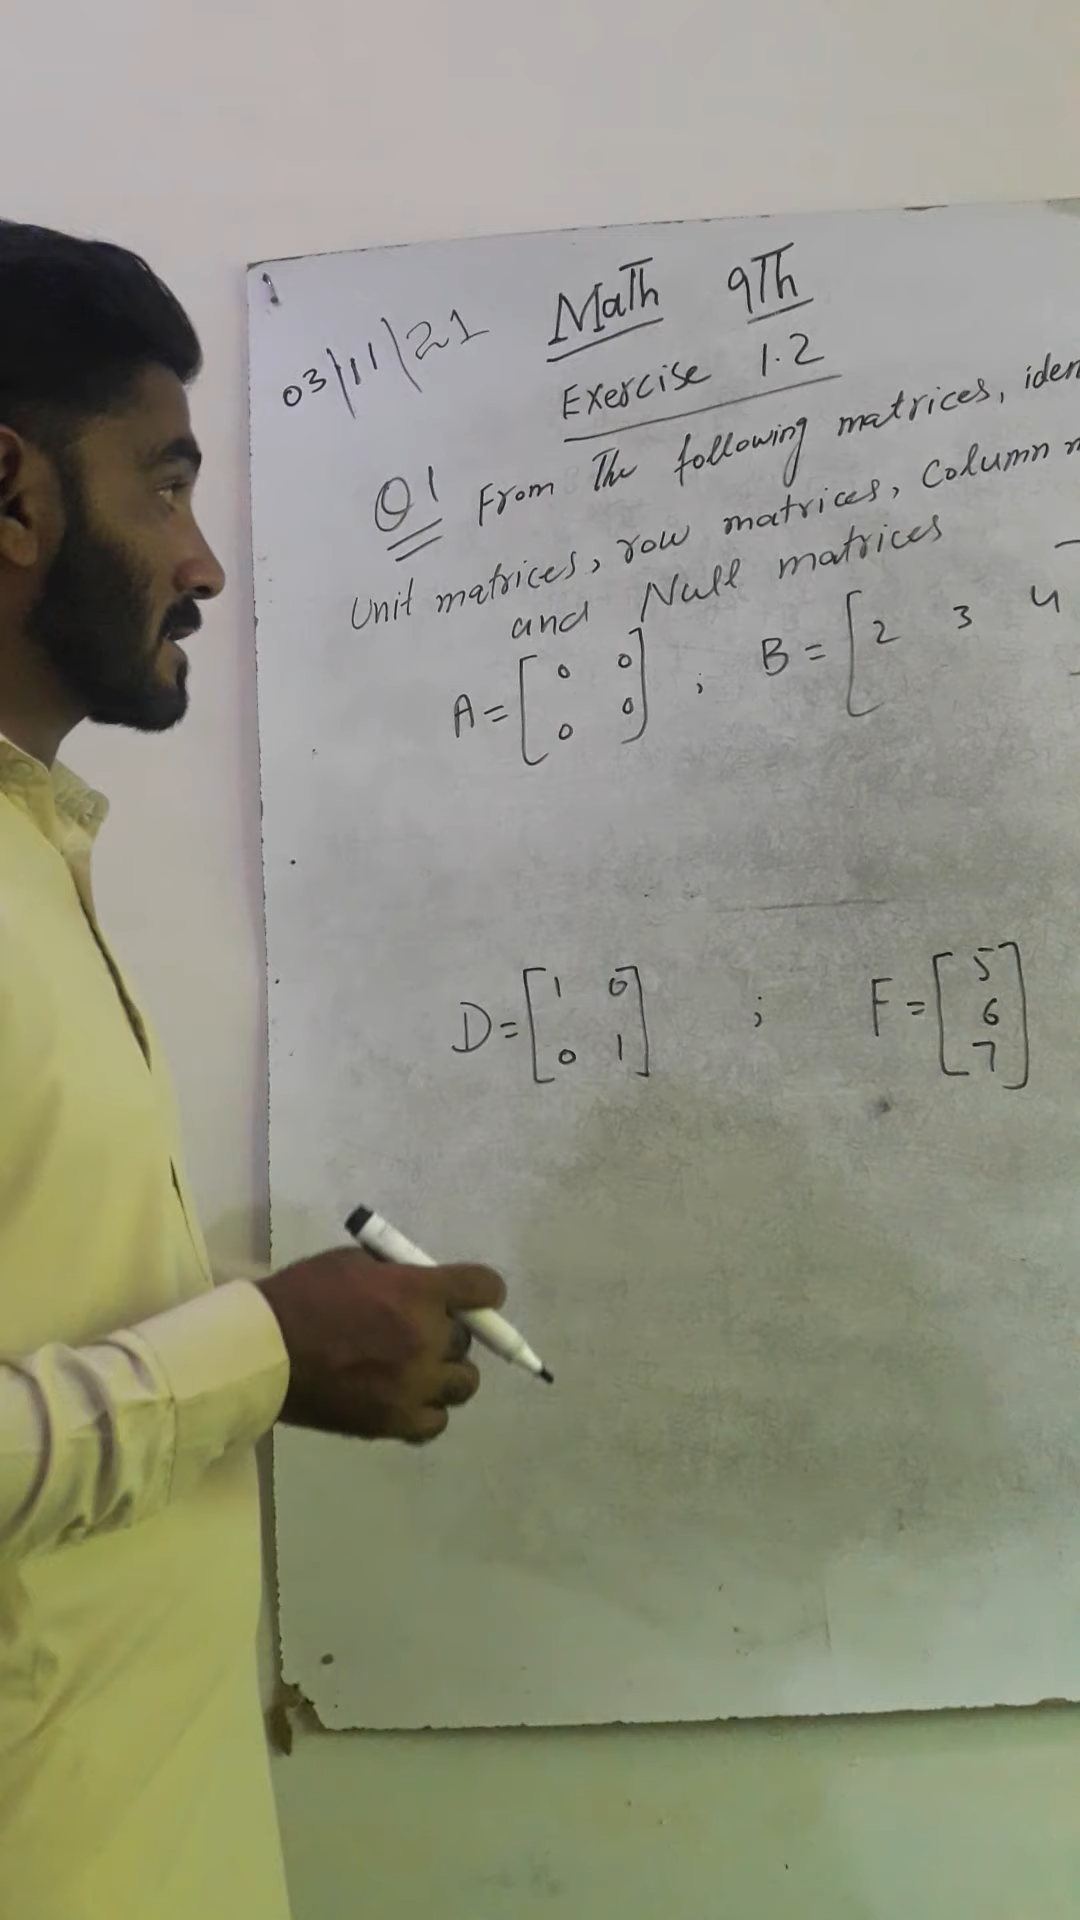 03/11/21 Math 9Th
Exercise 1.2
Q1 From The following matrices, iden
Unit matrices, row matrices, Column m
and Null matrices
A = [ 0 0 ; B = [ 2 3 4
0 0 ]
D = [ 1 0 ; F = [ 5
0 1 ] 6
7 ]